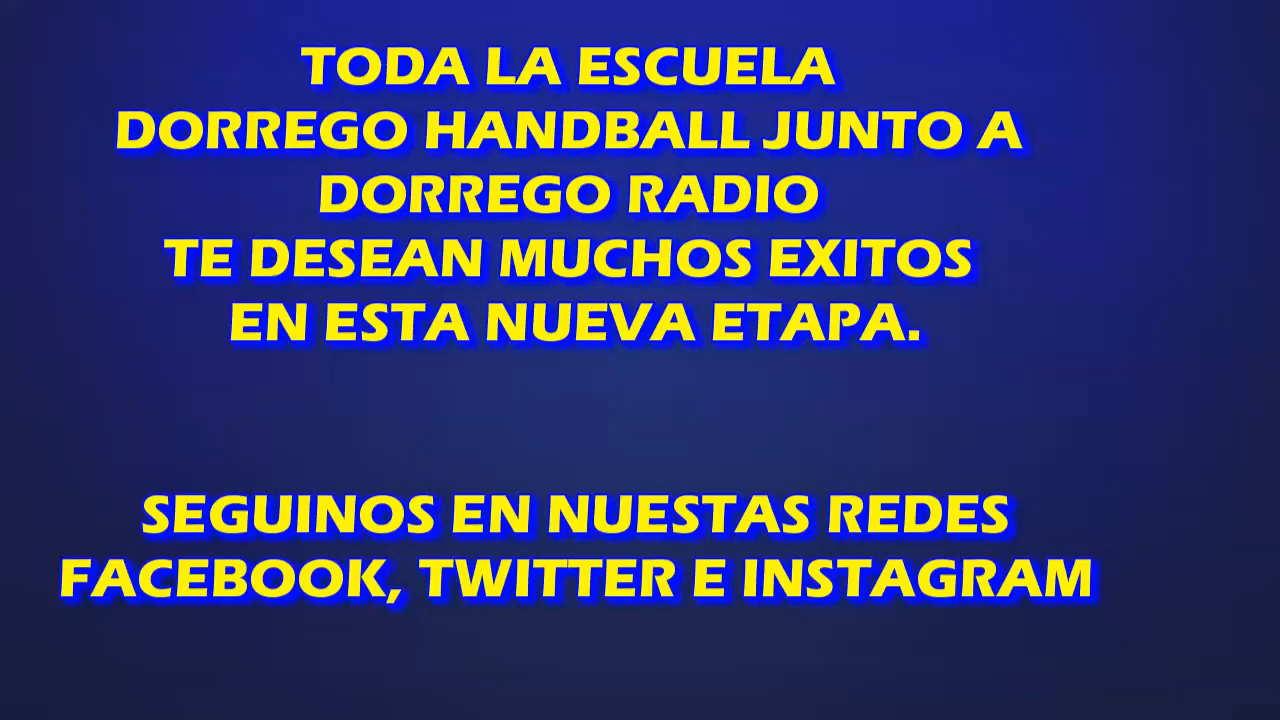 TODA LA ESCUELA
DORREGO HANDBALL JUNTO A
DORREGO RADIO
TE DESEAN MUCHOS EXITOS
EN ESTA NUEVA ETAPA.
SEGUINOS EN NUESTAS REDES
FACEBOOK, TWITTER E INSTAGRAM